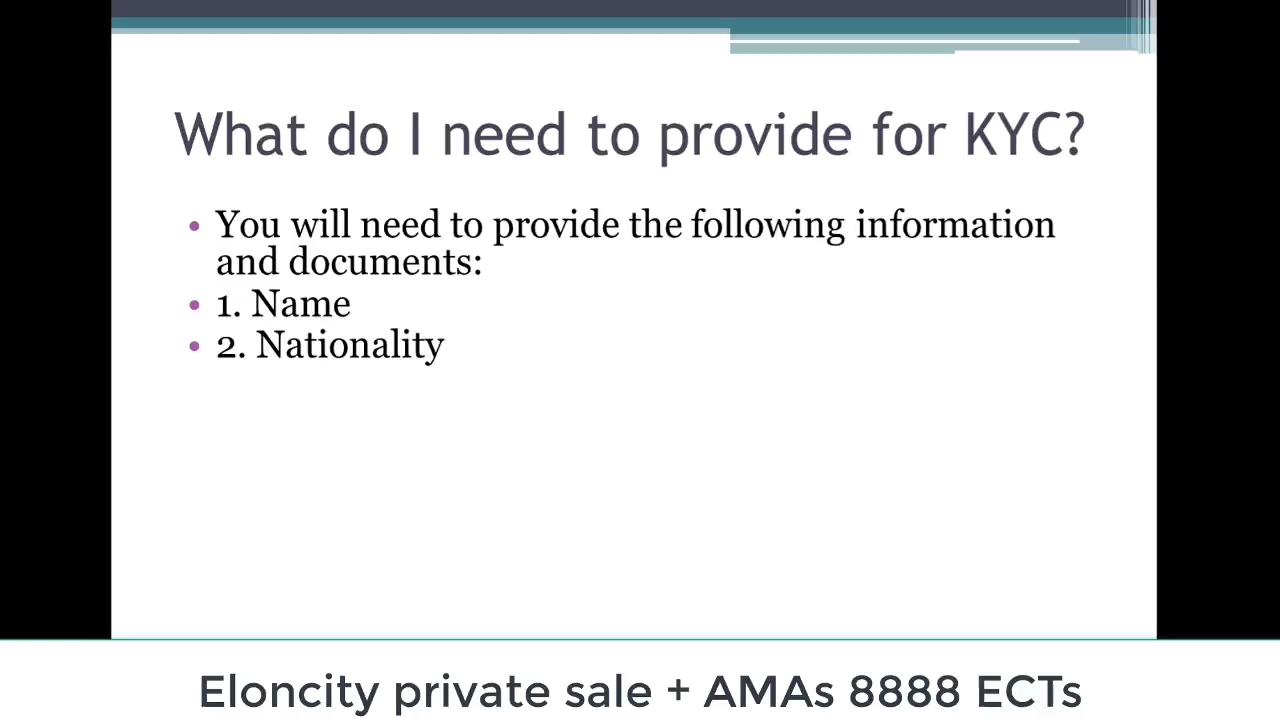 What do I need to provide for KYC?
• You will need to provide the following information
and documents:
• 1. Name
• 2. Nationality
Eloncity private sale + AMAs 8888 ECTs